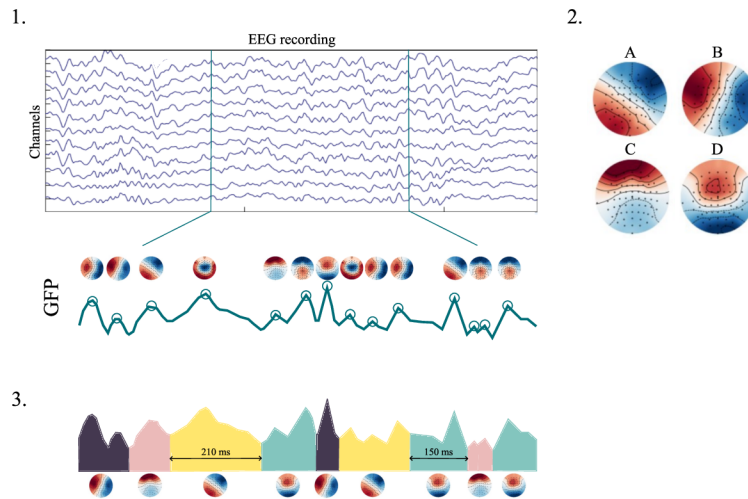 1.
EEG recording
2.
A
B
Channels
C
D
GFP
3.
210 ms
150 ms